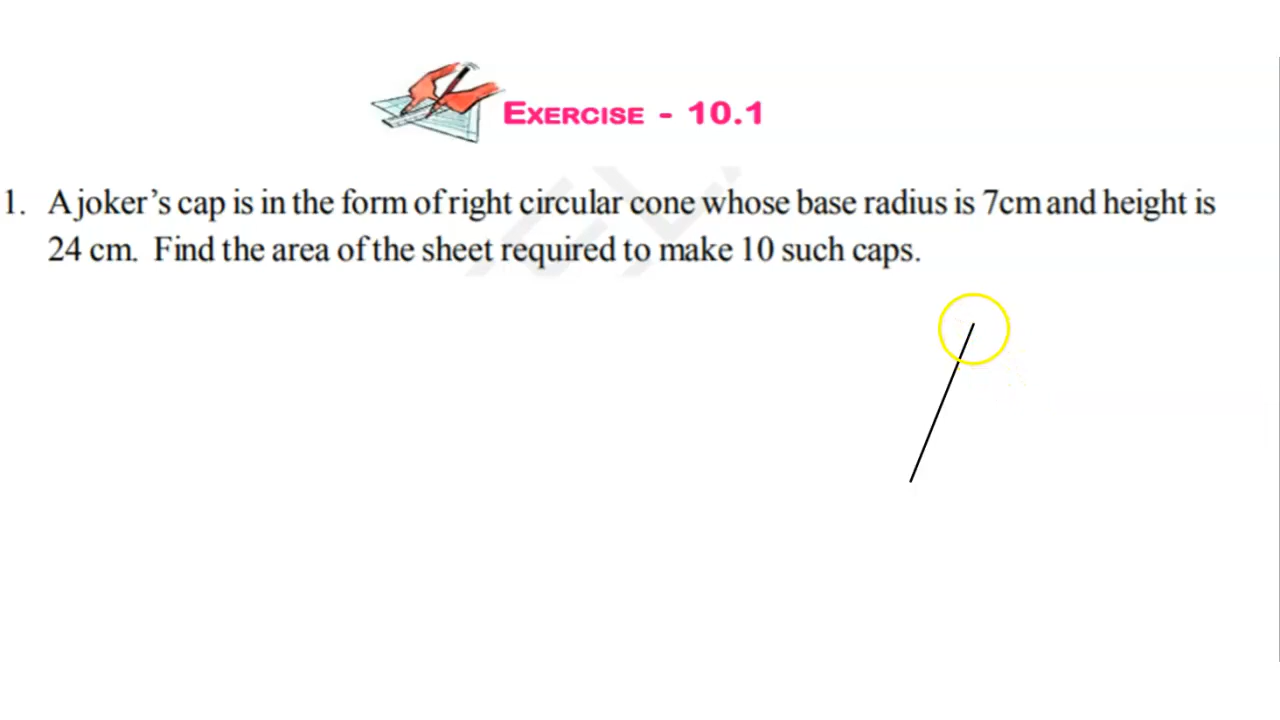 EXERCISE - 10.1
1. A joker's cap is in the form of right circular cone whose base radius is 7cm and height is
24 cm. Find the area of the sheet required to make 10 such caps.